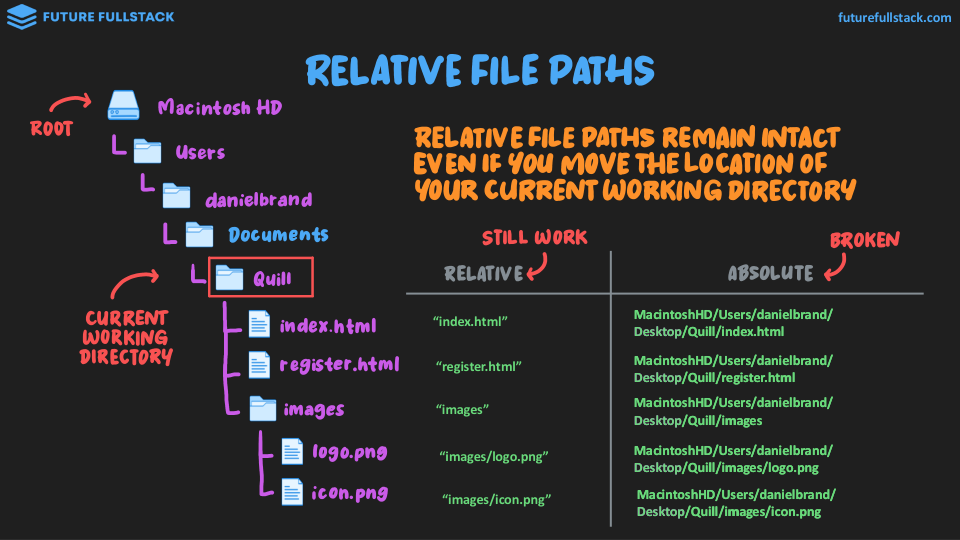 FUTURE FULLSTACK
futurefullstack.com
RELATIVE FILE PATHS
ROOT
Macintosh HD
Users
danielbrand
Documents
Quill
CURRENT
WORKING
DIRECTORY
index.html
register.html
images
logo.png
icon.png
RELATIVE FILE PATHS REMAIN INTACT
EVEN IF YOU MOVE THE LOCATION OF
YOUR CURRENT WORKING DIRECTORY
STILL WORK
BROKEN
RELATIVE
ABSOLUTE
“index.html”
MacintoshHD/Users/danielbrand/
Desktop/Quill/index.html
“register.html”
MacintoshHD/Users/danielbrand/
Desktop/Quill/register.html
“images”
MacintoshHD/Users/danielbrand/
Desktop/Quill/images
“images/logo.png”
MacintoshHD/Users/danielbrand/
Desktop/Quill/images/logo.png
“images/icon.png”
MacintoshHD/Users/danielbrand/
Desktop/Quill/images/icon.png